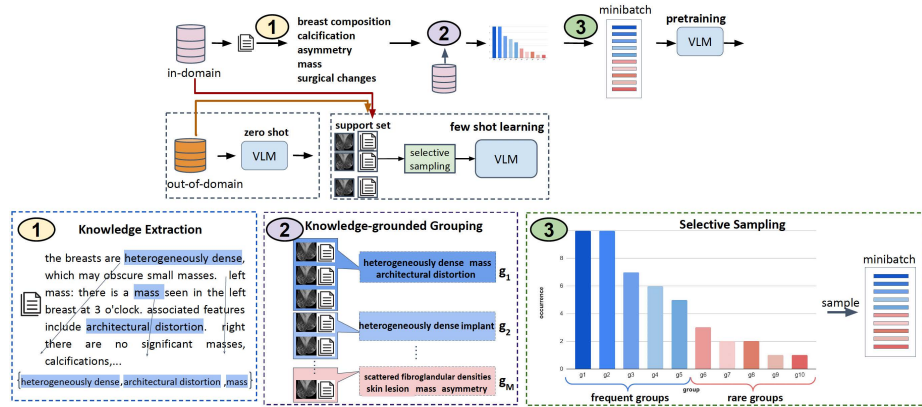 in-domain
1
breast composition
calcification
asymmetry
mass
surgical changes
2
3
minibatch
pretraining
VLM
out-of-domain
zero shot
VLM
support set
few shot learning
selective
sampling
VLM
1
Knowledge Extraction
the breasts are heterogeneously dense,
which may obscure small masses. left
mass: there is a mass seen in the left
breast at 3 o'clock. associated features
include architectural distortion. right
there are no significant masses,
calcifications,...
{heterogeneously dense,architectural distortion ,mass}
2
Knowledge-grounded Grouping
heterogeneously dense mass
architectural distortion
g1
heterogeneously dense implant
g2
scattered fibroglandular densities
skin lesion mass asymmetry
gM
3
Selective Sampling
occurrence
8
6
4
2
0
g1 g2 g3 g4 g5 g6 g7 g8 g9 g10
group
frequent groups
rare groups
sample
minibatch